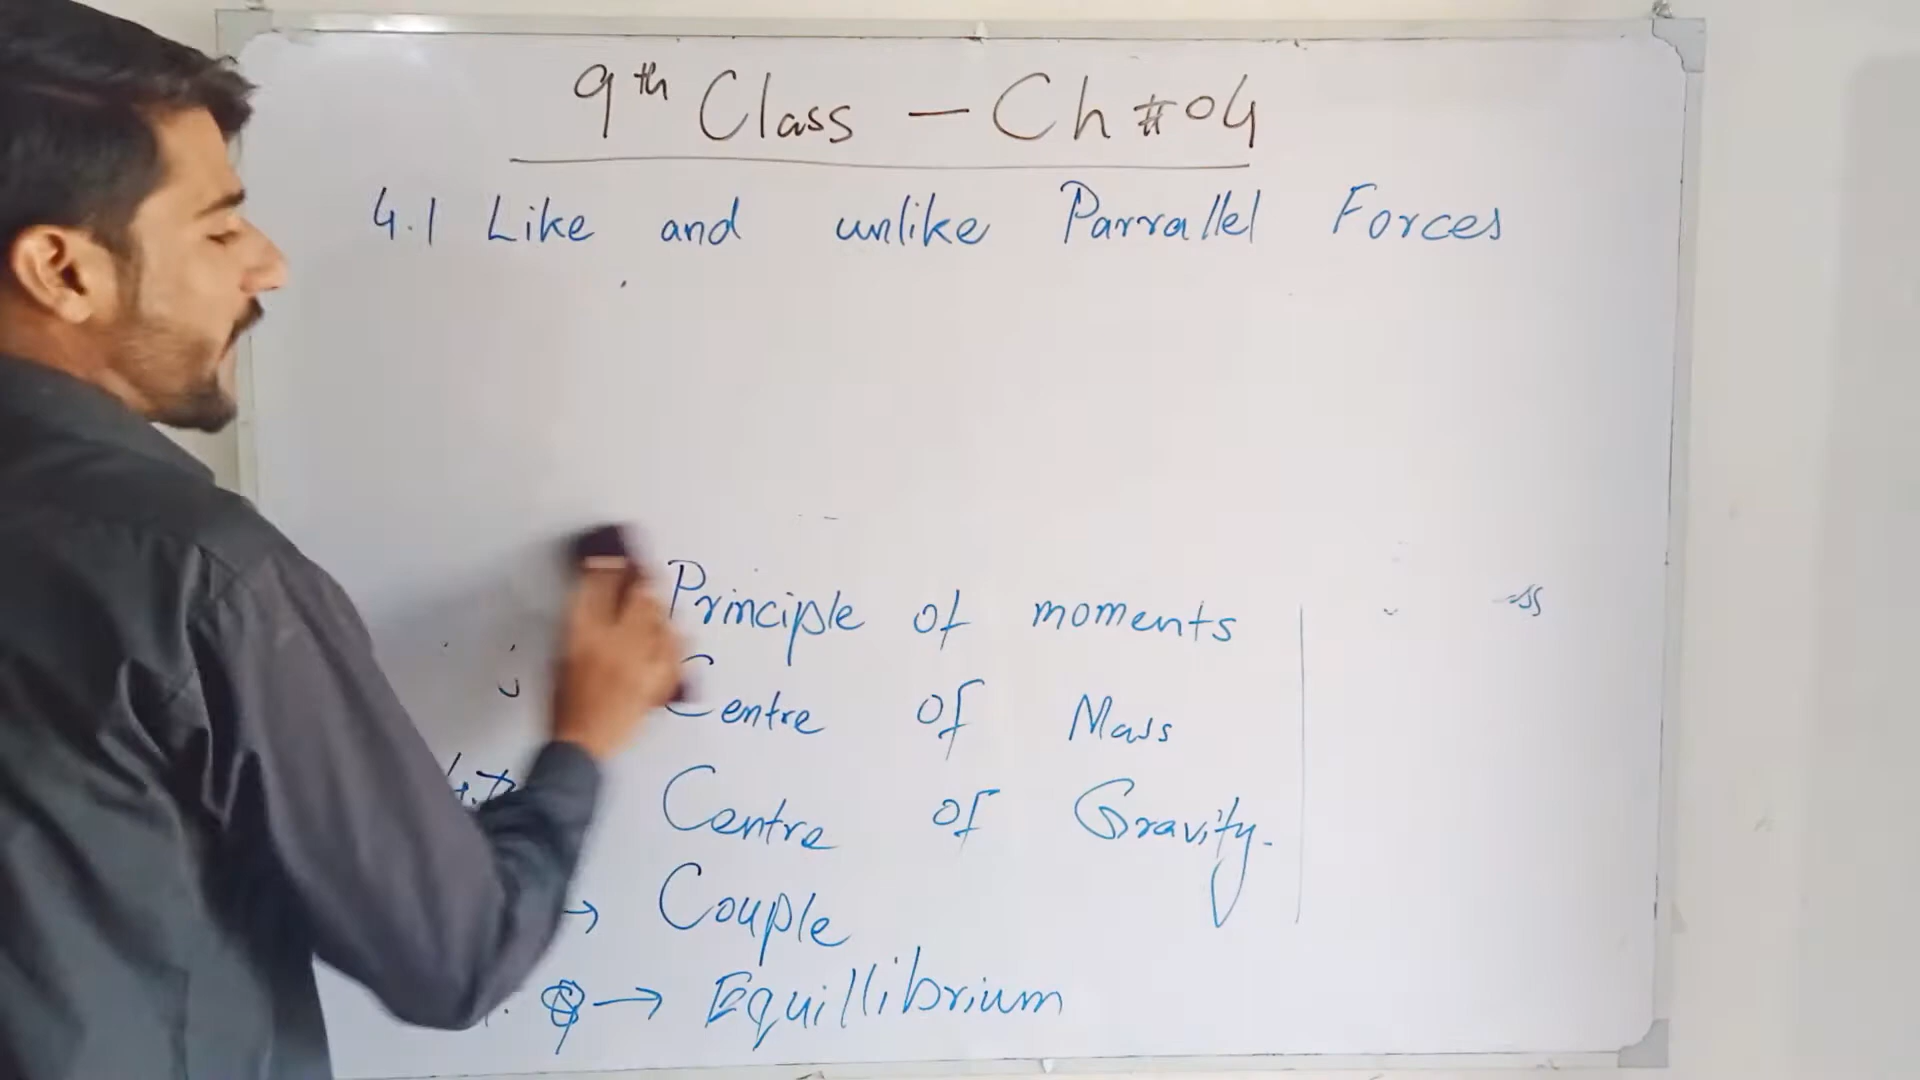 9th Class — Ch #04
4.1 Like and unlike Parrallel Forces
Principle of moments
Centre of Mass
Centre of Gravity.
→ Couple
→ Equillibrium